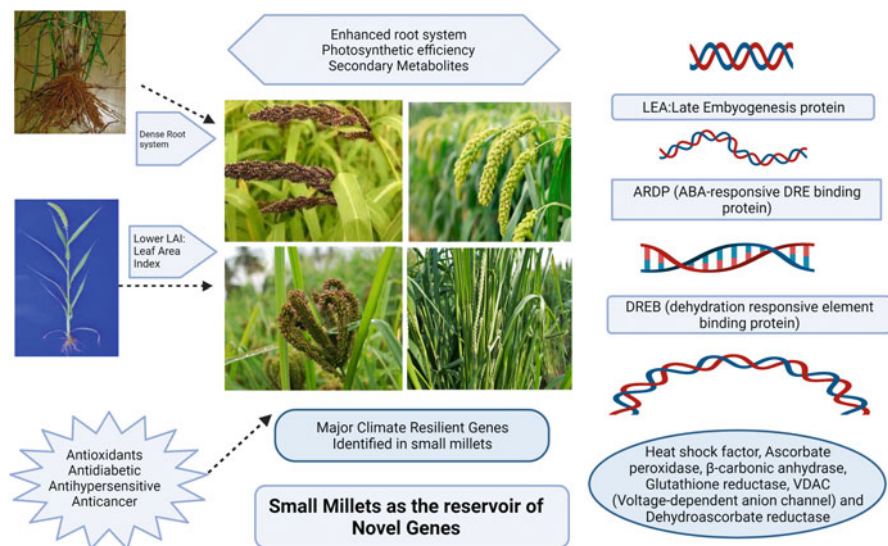 Enhanced root system
Photosynthetic efficiency
Secondary Metabolites
Dense Root
system
Lower LAI:
Leaf Area
Index
Antioxidants
Antidiabetic
Antihypersensitive
Anticancer
Major Climate Resilient Genes
Identified in small millets
Small Millets as the reservoir of
Novel Genes
LEA:Late Embyogenesis protein
ARDP (ABA-responsive DRE binding
protein)
DREB (dehydration responsive element
binding protein)
Heat shock factor, Ascorbate
peroxidase, β-carbonic anhydrase,
Glutathione reductase, VDAC
(Voltage-dependent anion channel) and
Dehydroascorbate reductase